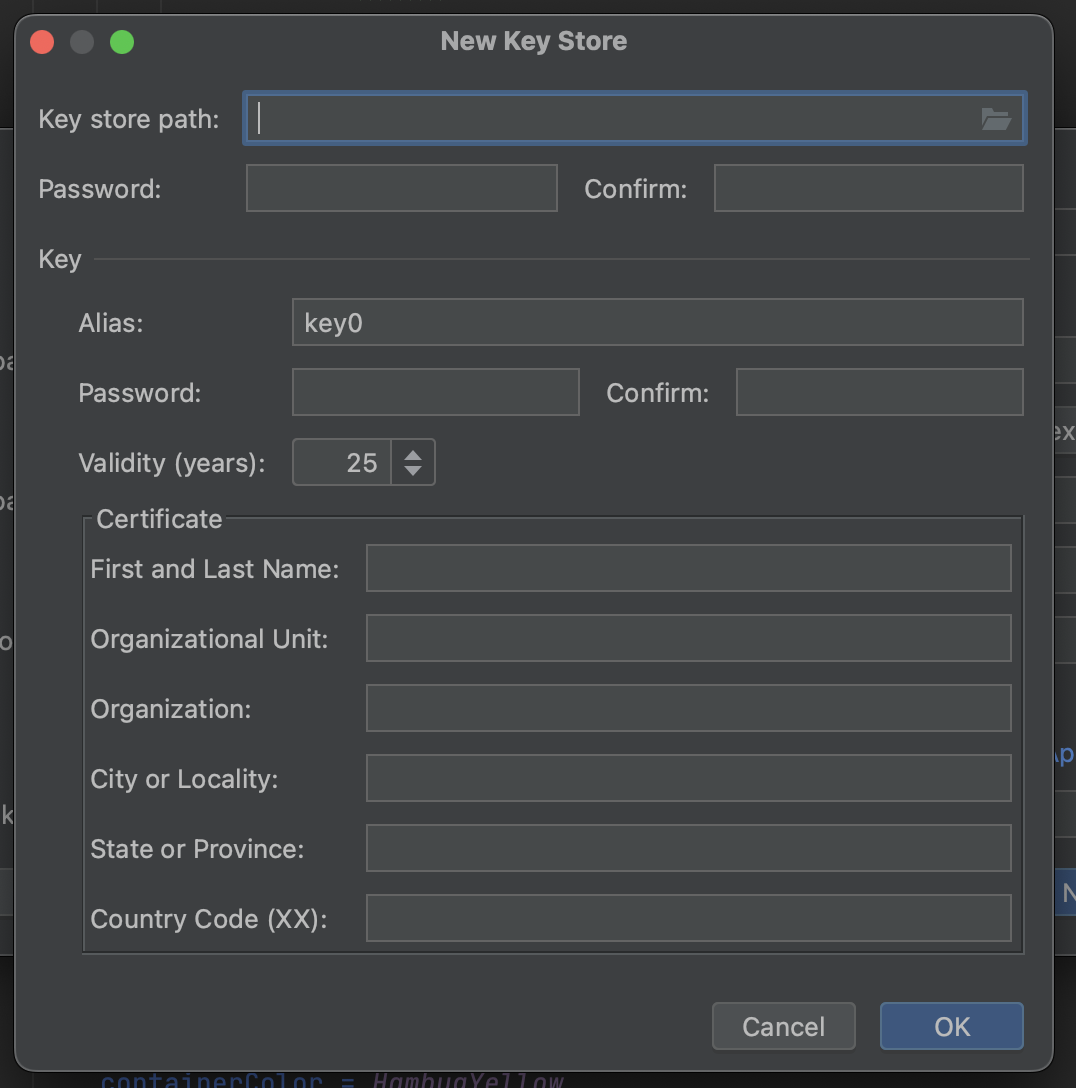 New Key Store
Key store path:
Password:
Confirm:
Key
Alias:
key0
Password:
Confirm:
Validity (years):
25
Certificate
First and Last Name:
Organizational Unit:
Organization:
City or Locality:
State or Province:
Country Code (XX):
Cancel
OK
containerColor = HambugYellow